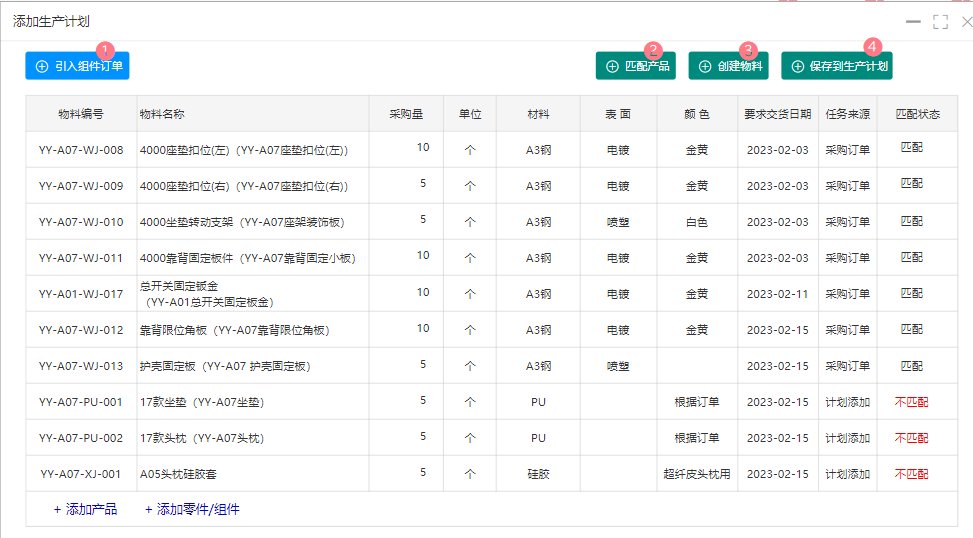 添加生产计划
1
2
3
4
引入组件订单
匹配产品
创建物料
保存到生产计划
物料编号 物料名称 采购量 单位 材料 表 面 颜 色 要求交货日期 任务来源 匹配状态
YY-A07-WJ-008 4000座垫扣位(左)（YY-A07座垫扣位(左)） 10 个 A3钢 电镀 金黄 2023-02-03 采购订单 匹配
YY-A07-WJ-009 4000座垫扣位(右)（YY-A07座垫扣位(右)） 5 个 A3钢 电镀 金黄 2023-02-03 采购订单 匹配
YY-A07-WJ-010 4000坐垫转动支架（YY-A07座架装饰板） 5 个 A3钢 喷塑 白色 2023-02-03 采购订单 匹配
YY-A07-WJ-011 4000靠背固定板件（YY-A07靠背固定小板） 10 个 A3钢 电镀 金黄 2023-02-03 采购订单 匹配
YY-A01-WJ-017 总开关固定钣金 10 个 A3钢 电镀 金黄 2023-02-11 采购订单 匹配
（YY-A01总开关固定板金）
YY-A07-WJ-012 靠背限位角板（YY-A07靠背限位角板） 10 个 A3钢 电镀 金黄 2023-02-15 采购订单 匹配
YY-A07-WJ-013 护壳固定板（YY-A07 护壳固定板） 5 个 A3钢 喷塑 2023-02-15 采购订单 匹配
YY-A07-PU-001 17款坐垫（YY-A07坐垫） 5 个 PU 根据订单 2023-02-15 计划添加 不匹配
YY-A07-PU-002 17款头枕（YY-A07头枕） 5 个 PU 根据订单 2023-02-15 计划添加 不匹配
YY-A07-XJ-001 A05头枕硅胶套 5 个 硅胶 超纤皮头枕用 2023-02-15 计划添加 不匹配
+ 添加产品 + 添加零件/组件